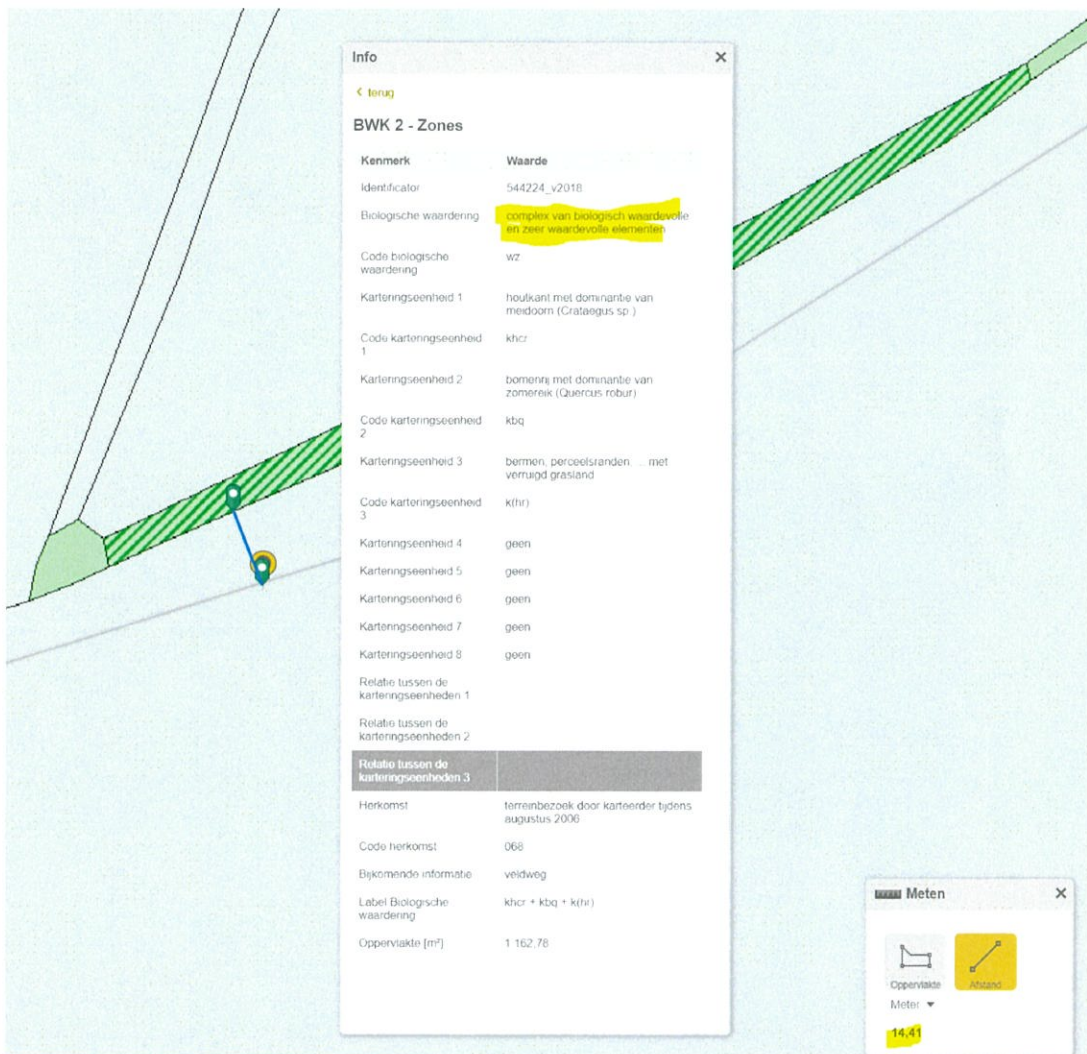 Info
< terug
BWK 2 - Zones
Kenmerk Waarde
Identificator 544224_v2018
Biologische waardering complex van biologisch waardevolle
en zeer waardevolle elementen
Code biologische wz
waardering
Karteringseenheid 1 houtkant met dominantie van
meidoorn (Crataegus sp.)
Code karteringseenheid khcr
1
Karteringseenheid 2 bomenrij met dominantie van
zomereik (Quercus robur)
Code karteringseenheid kbq
2
Karteringseenheid 3 bermen, perceelsranden, ... met
verruigd grasland
Code karteringseenheid k(hr)
3
Karteringseenheid 4 geen
Karteringseenheid 5 geen
Karteringseenheid 6 geen
Karteringseenheid 7 geen
Karteringseenheid 8 geen
Relatie tussen de
karteringseenheden 1
Relatie tussen de
karteringseenheden 2
Relatie tussen de
karteringseenheden 3
Herkomst terreinbezoek door karteerder tijdens
augustus 2006
Code herkomst 068
Bijkomende informatie veldweg
Label Biologische khcr + kbq + k(hr)
waardering
Oppervlakte [m²] 1 162,78
Meten
Oppervlakte Afstand
Meter
14,41